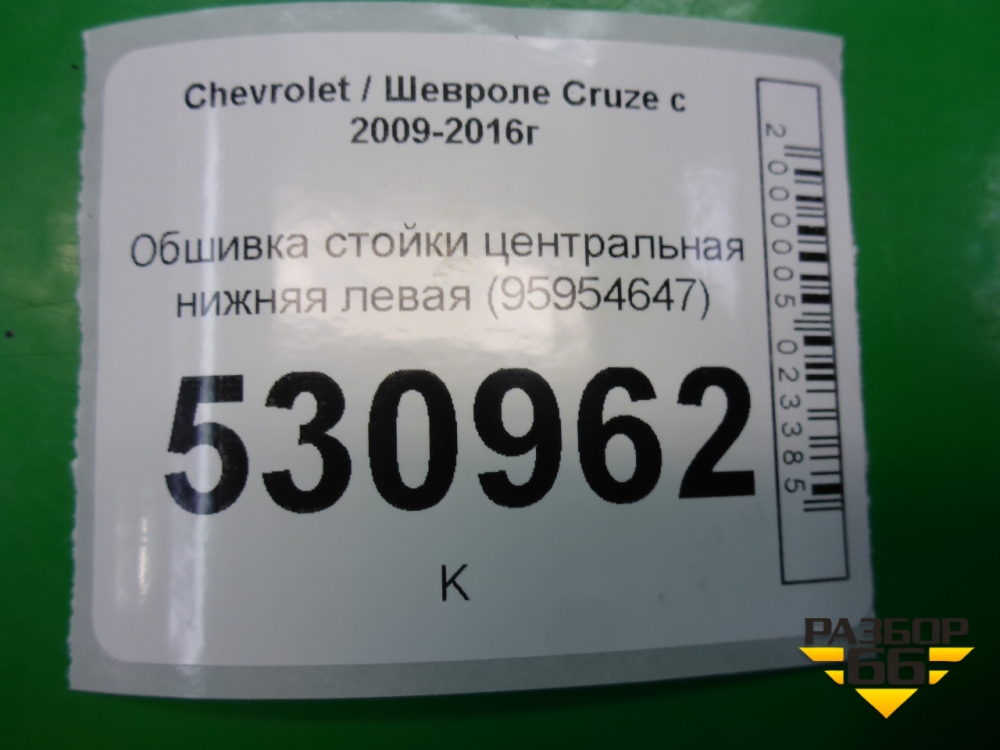 Chevrolet / Шевроле Cruze с
2009-2016г
Обшивка стойки центральная
нижняя левая (95954647)
530962
К
2000005023385
РАЗБОР
66